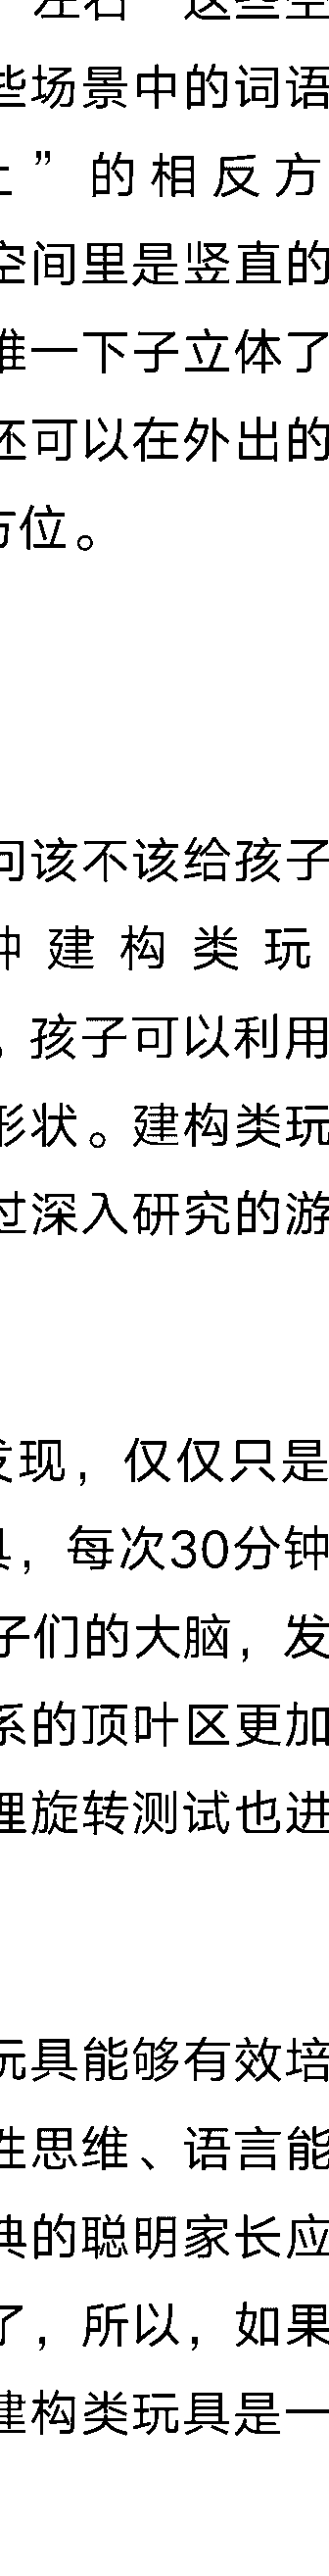 左右 这些空
些场景中的词语
上”的相反方
空间里是竖直的
维一下子立体了
还可以在外出的
方位。
问该不该给孩子
种建构类玩
，孩子可以利用
形状。建构类玩
过深入研究的游
发现，仅仅只是
具，每次30分钟
子们的大脑，发
系的顶叶区更加
理旋转测试也进
玩具能够有效培
性思维、语言能
典的聪明家长应
了，所以，如果
建构类玩具是一